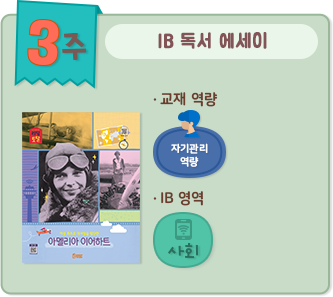 3주
IB 독서 에세이
· 교재 역량
자기관리
역량
· IB 영역
사회
아멜리아 이어하트